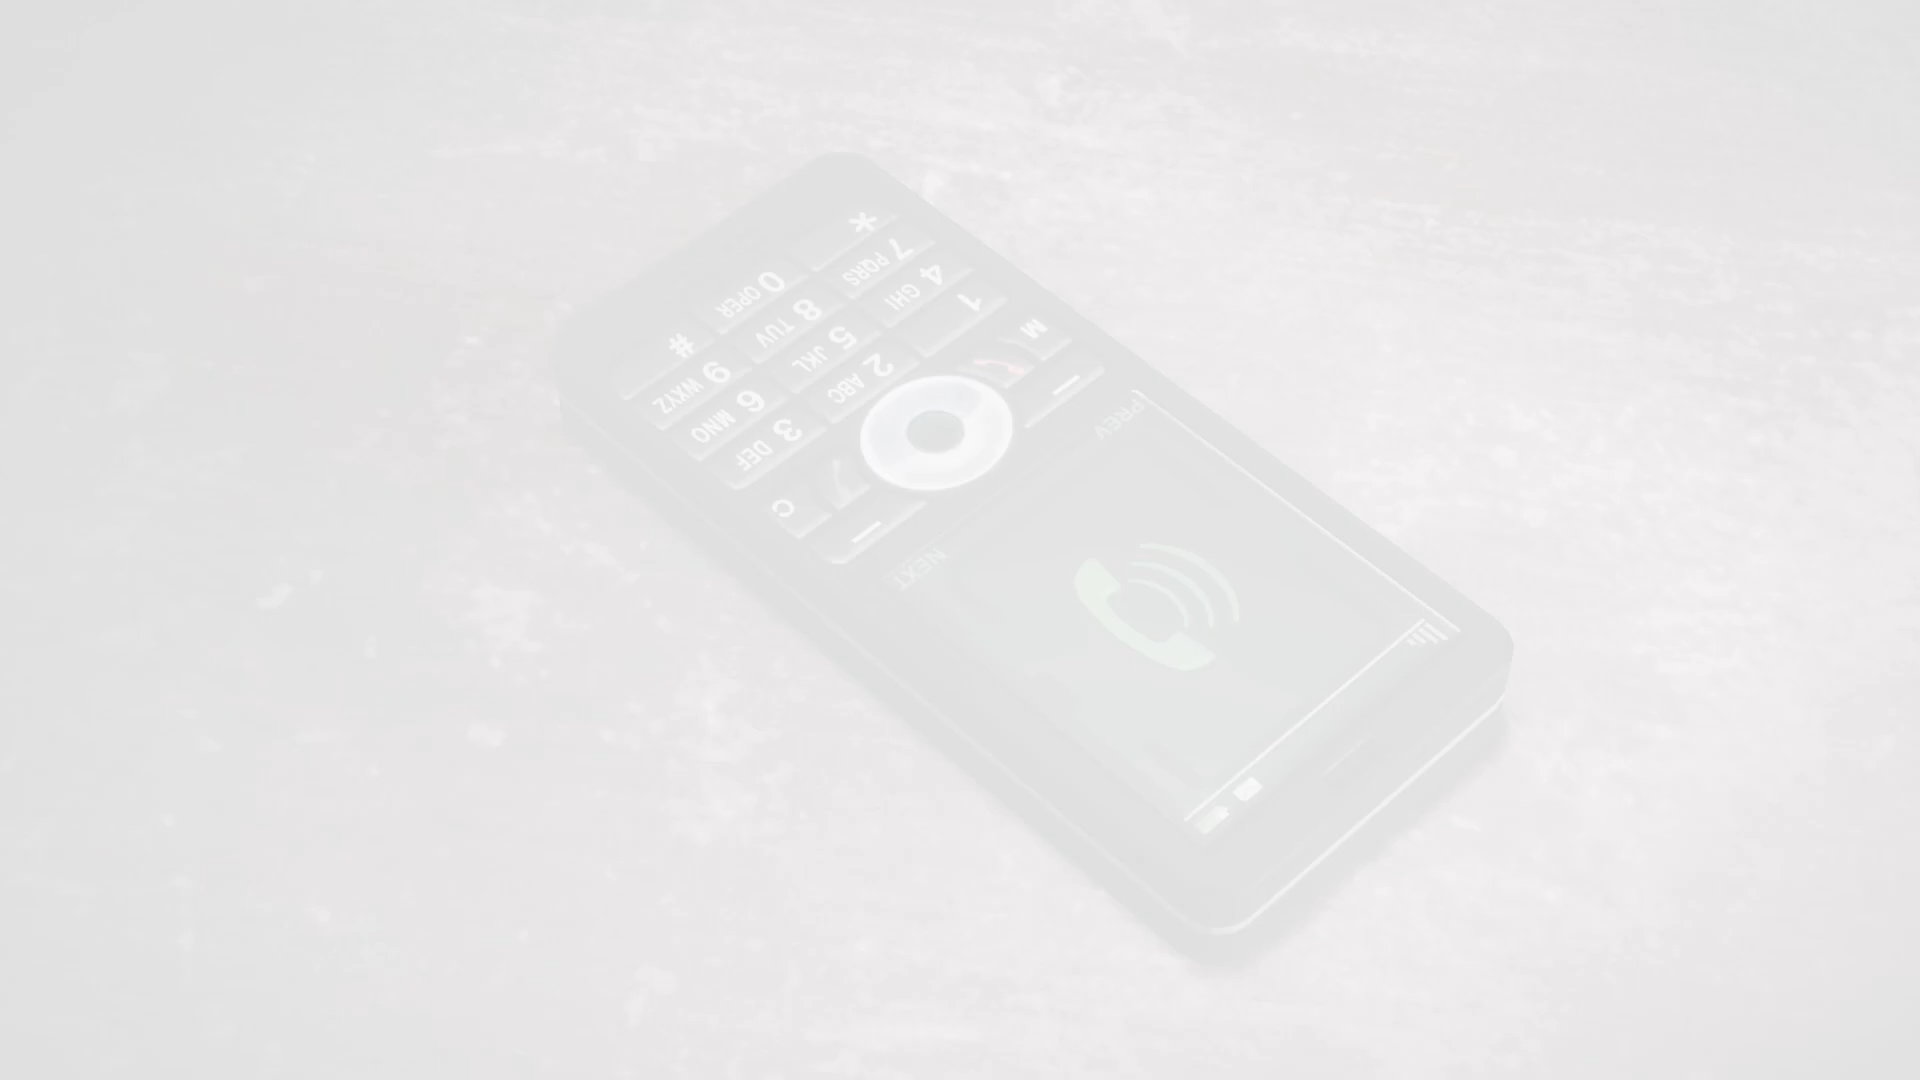 PREV NEXT
M C
1 2 ABC 3 DEF
4 GHI 5 JKL 6 MNO
7 PQRS 8 TUV 9 WXYZ
* 0 OPER #